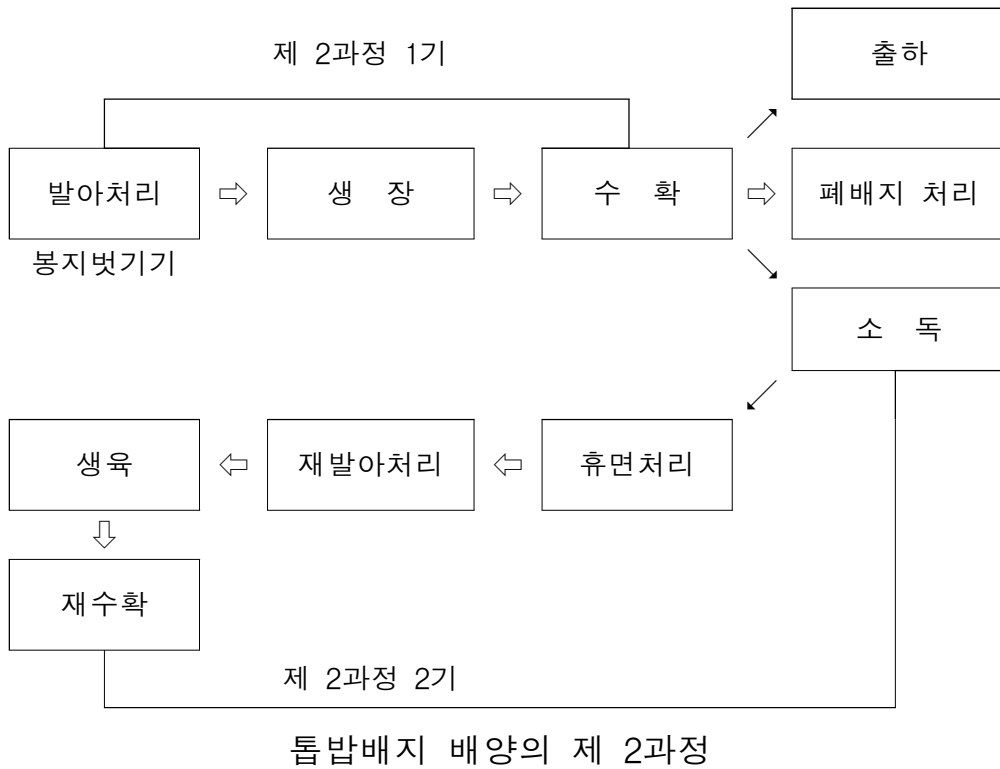 제 2과정 1기
출하
발아처리
생 장
수 확
폐배지 처리
봉지벗기기
소 독
생육
재발아처리
휴면처리
재수확
제 2과정 2기
톱밥배지 배양의 제 2과정